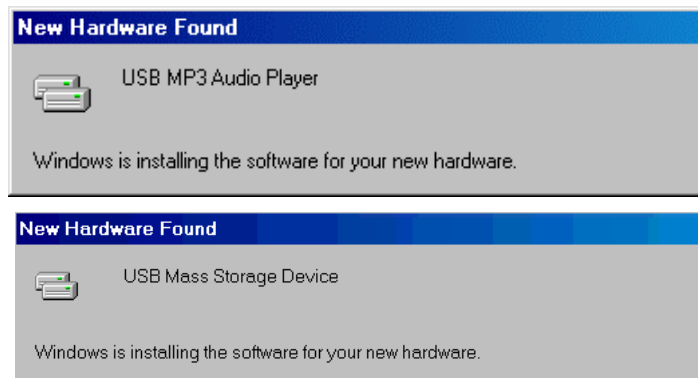 New Hardware Found
USB MP3 Audio Player
Windows is installing the software for your new hardware.
New Hardware Found
USB Mass Storage Device
Windows is installing the software for your new hardware.